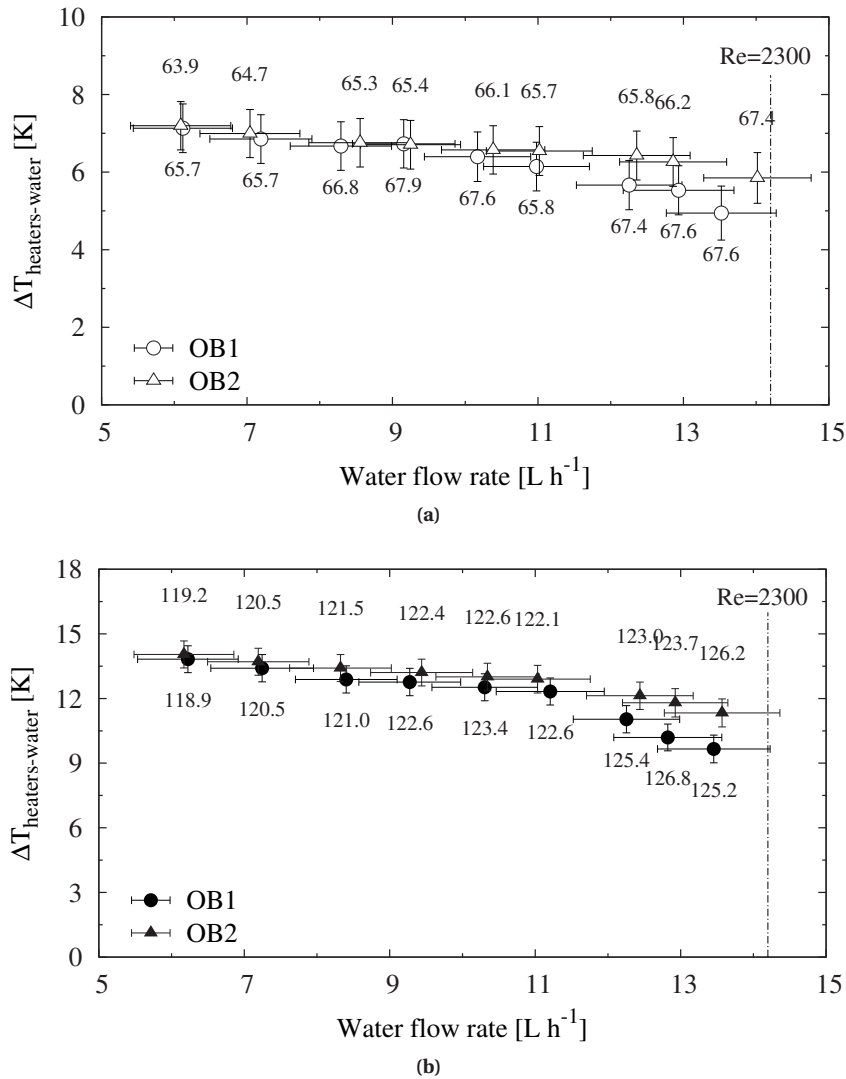 10
8
6
4
2
0
ΔT_heaters-water [K]
Re=2300
63.9 64.7 65.3 65.4 66.1 65.7 65.8 66.2 67.4
65.7 65.7 66.8 67.9 67.6 65.8 67.4 67.6 67.6
OB1
OB2
5 7 9 11 13 15
Water flow rate [L h⁻¹]
(a)
18
15
12
9
6
3
0
ΔT_heaters-water [K]
Re=2300
119.2 120.5 121.5 122.4 122.6 122.1 123.0 123.7 126.2
118.9 120.5 121.0 122.6 123.4 122.6 125.4 126.8 125.2
OB1
OB2
5 7 9 11 13 15
Water flow rate [L h⁻¹]
(b)